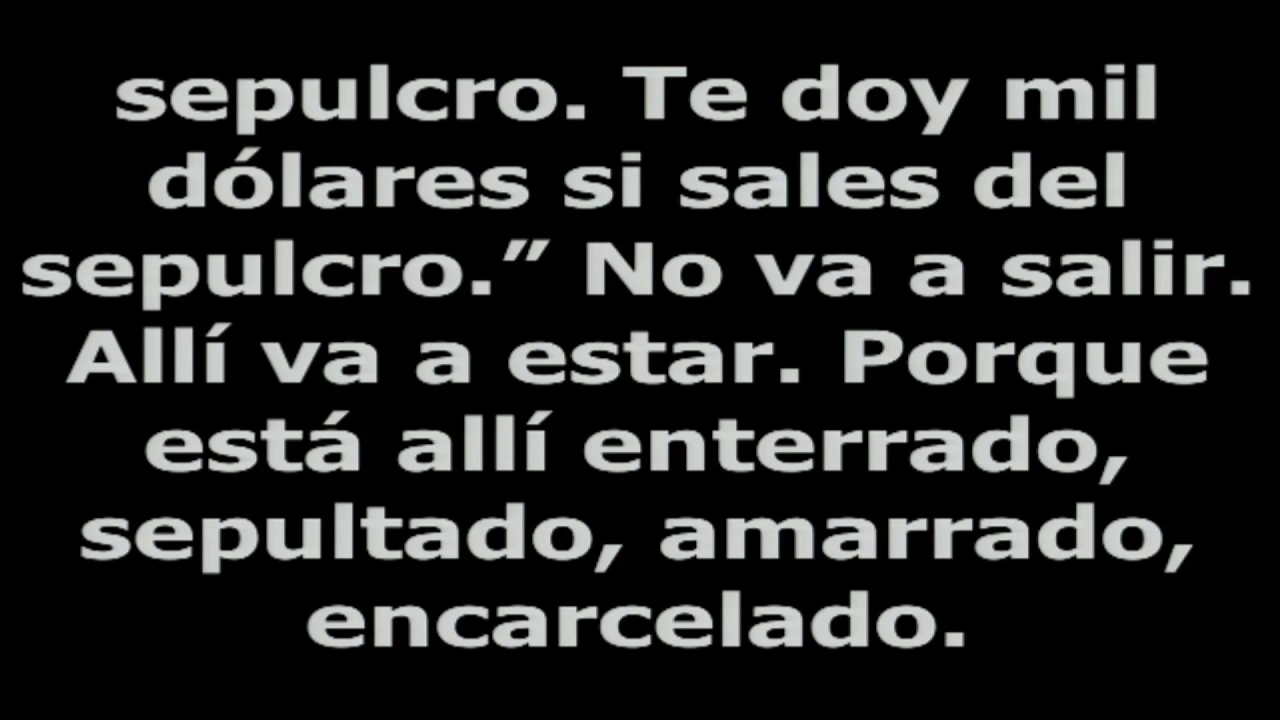 sepulcro. Te doy mil
dólares si sales del
sepulcro.” No va a salir.
Allí va a estar. Porque
está allí enterrado,
sepultado, amarrado,
encarcelado.